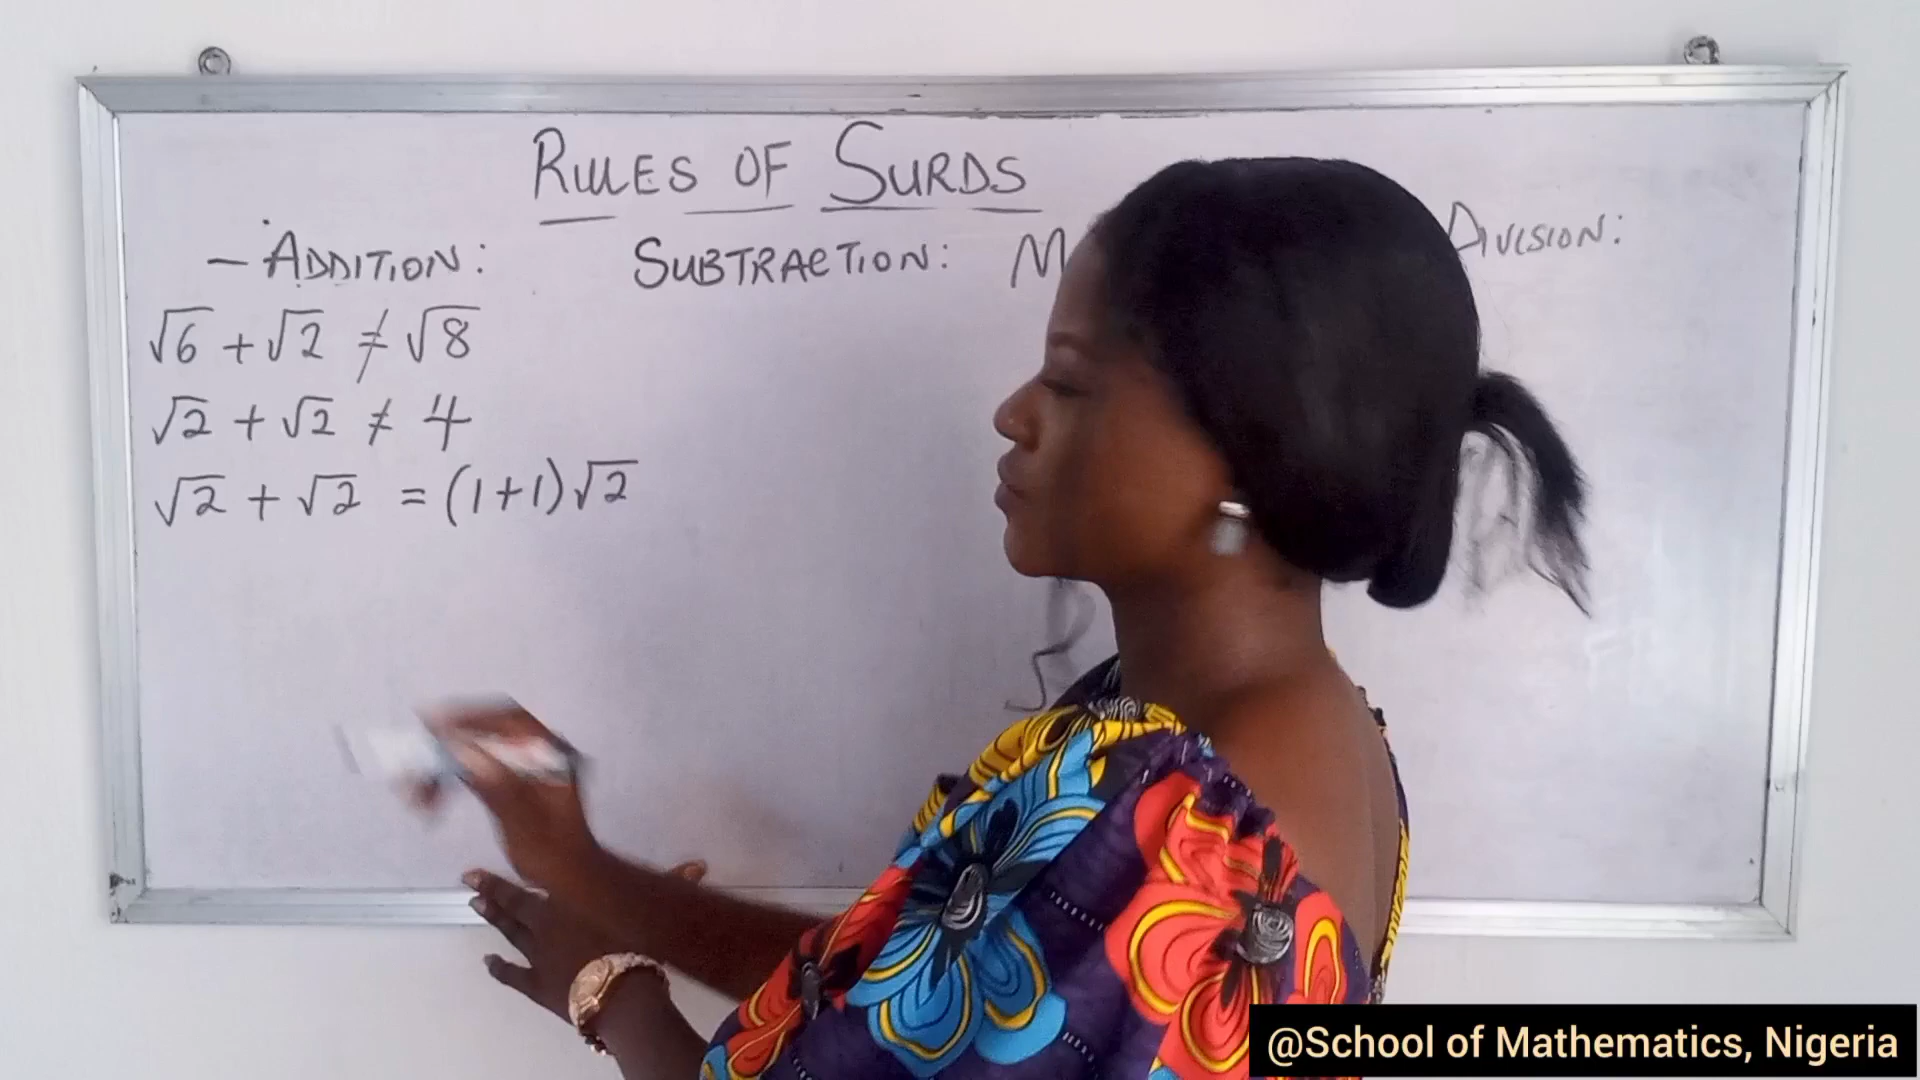 RULES OF SURDS
- ADDITION: SUBTRACTION: M DIVISION:
√6 + √2 ≠ √8
√2 + √2 ≠ 4
√2 + √2 = (1+1)√2
@School of Mathematics, Nigeria